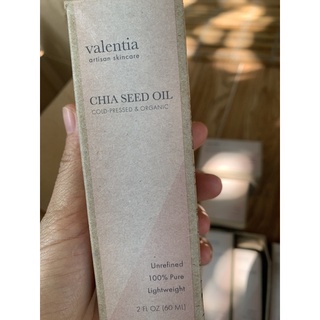 valentia
artisan skincare
CHIA SEED OIL
COLD-PRESSED & ORGANIC
Unrefined
100% Pure
Lightweight
2 FL OZ (60 ML)